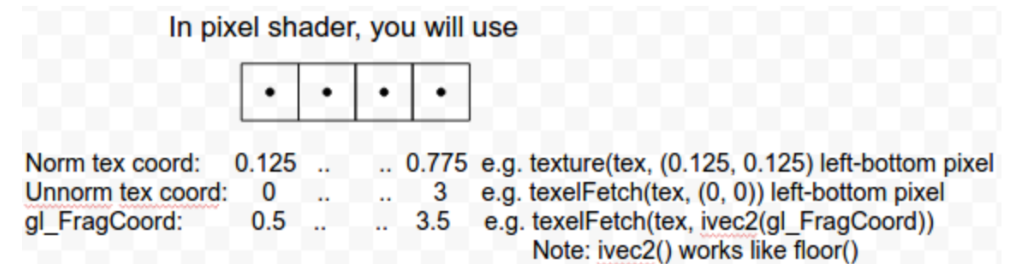 In pixel shader, you will use
Norm tex coord: 0.125 .. .. 0.775 e.g. texture(tex, (0.125, 0.125) left-bottom pixel
Unnorm tex coord: 0 .. .. 3 e.g. texelFetch(tex, (0, 0)) left-bottom pixel
gl_FragCoord: 0.5 .. .. 3.5 e.g. texelFetch(tex, ivec2(gl_FragCoord))
Note: ivec2() works like floor()